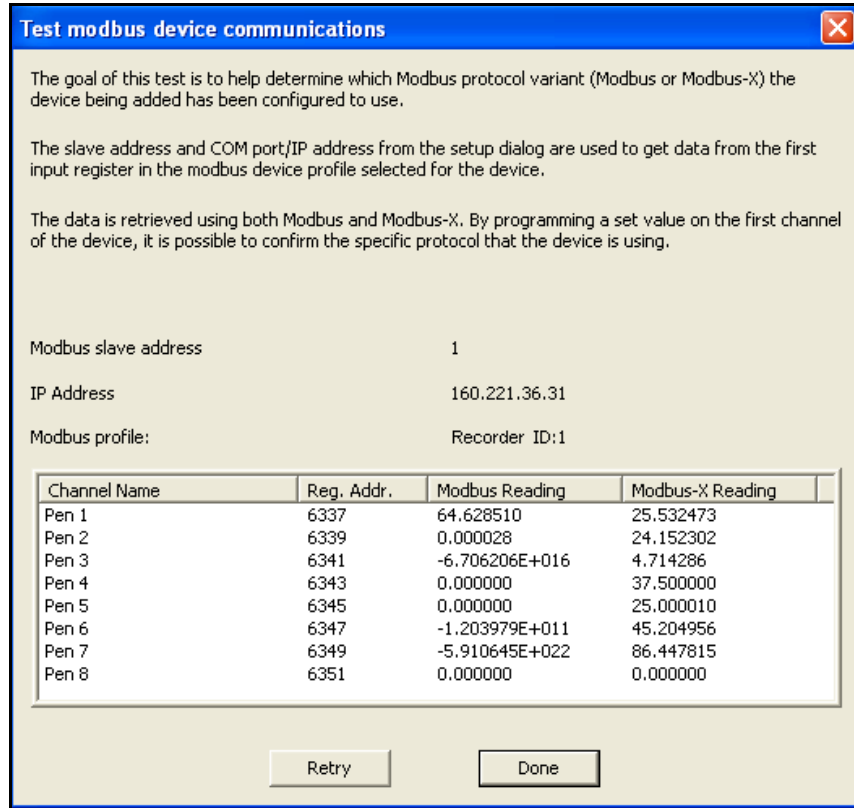 Test modbus device communications
The goal of this test is to help determine which Modbus protocol variant (Modbus or Modbus-X) the
device being added has been configured to use.
The slave address and COM port/IP address from the setup dialog are used to get data from the first
input register in the modbus device profile selected for the device.
The data is retrieved using both Modbus and Modbus-X. By programming a set value on the first channel
of the device, it is possible to confirm the specific protocol that the device is using.
Modbus slave address 1
IP Address 160.221.36.31
Modbus profile: Recorder ID:1
Channel Name Reg. Addr. Modbus Reading Modbus-X Reading
Pen 1 6337 64.628510 25.532473
Pen 2 6339 0.000028 24.152302
Pen 3 6341 -6.706206E+016 4.714286
Pen 4 6343 0.000000 37.500000
Pen 5 6345 0.000000 25.000010
Pen 6 6347 -1.203979E+011 45.204956
Pen 7 6349 -5.910645E+022 86.447815
Pen 8 6351 0.000000 0.000000
Retry Done